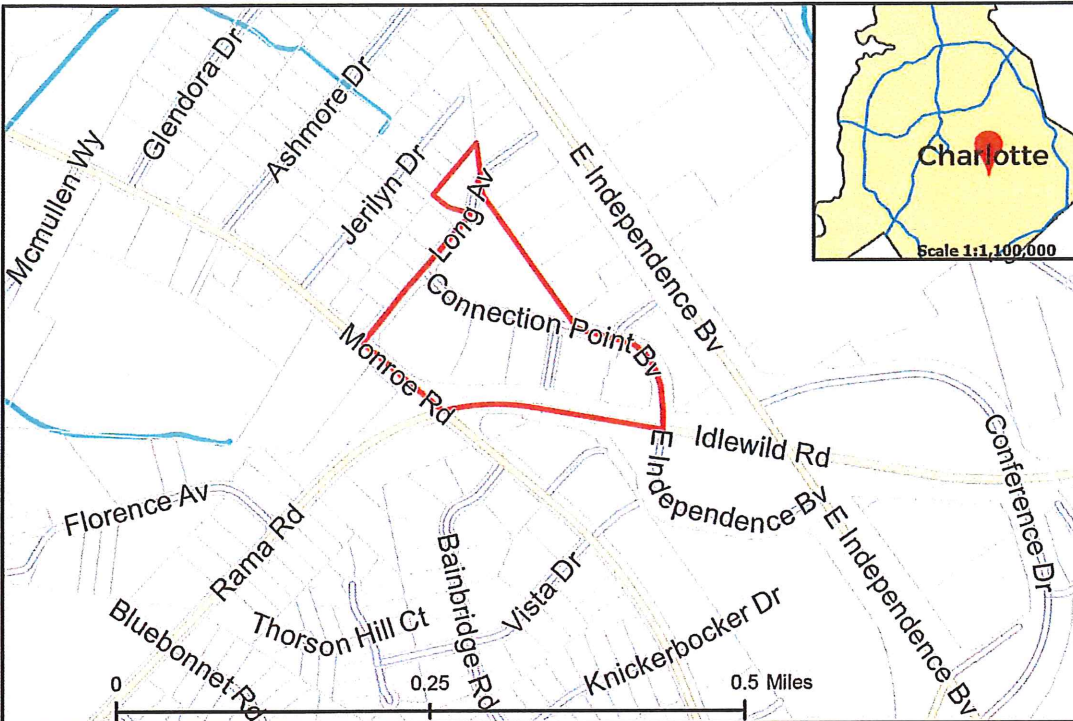 Glendora Dr
Ashmore Dr
Mcmullen Wy
Jerilyn Dr
Long Av
E Independence Bv
Charlotte
Scale 1:1,100,000
Connection Point Bv
Monroe Rd
Idlewild Rd
E Independence Bv
E Independence Bv
Conference Dr
Florence Av
Rama Rd
Bainbridge Rd
Vista Dr
Thorson Hill Ct
Bluebonnet Rd
Knickerbocker Dr
0 0.25 0.5 Miles